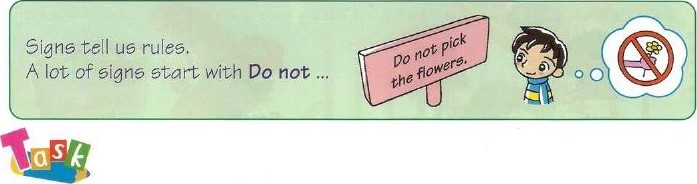 Signs tell us rules.
A lot of signs start with Do not ...
Do not pick
the flowers.
Task